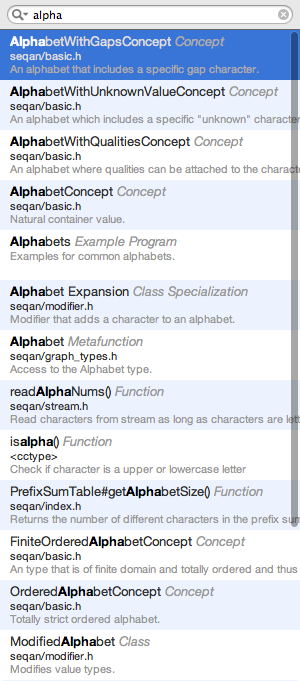 alpha
AlphabetWithGapsConcept Concept
seqan/basic.h
An alphabet that includes a specific gap character.
AlphabetWithUnknownValueConcept Concept
seqan/basic.h
An alphabet which includes a specific "unknown" character
AlphabetWithQualitiesConcept Concept
seqan/basic.h
An alphabet where qualities can be attached to the characte
AlphabetConcept Concept
seqan/basic.h
Natural container value.
Alphabets Example Program
Examples for common alphabets.
Alphabet Expansion Class Specialization
seqan/modifier.h
Modifier that adds a character to an alphabet.
Alphabet Metafunction
seqan/graph_types.h
Access to the Alphabet type.
readAlphaNums() Function
seqan/stream.h
Read characters from stream as long as characters are lett
isalpha() Function
<cctype>
Check if character is a upper or lowercase letter
PrefixSumTable#getAlphabetSize() Function
seqan/index.h
Returns the number of different characters in the prefix sum
FiniteOrderedAlphabetConcept Concept
seqan/basic.h
An type that is of finite domain and totally ordered and thus
OrderedAlphabetConcept Concept
seqan/basic.h
Totally strict ordered alphabet.
ModifiedAlphabet Class
seqan/modifier.h
Modifies value types.